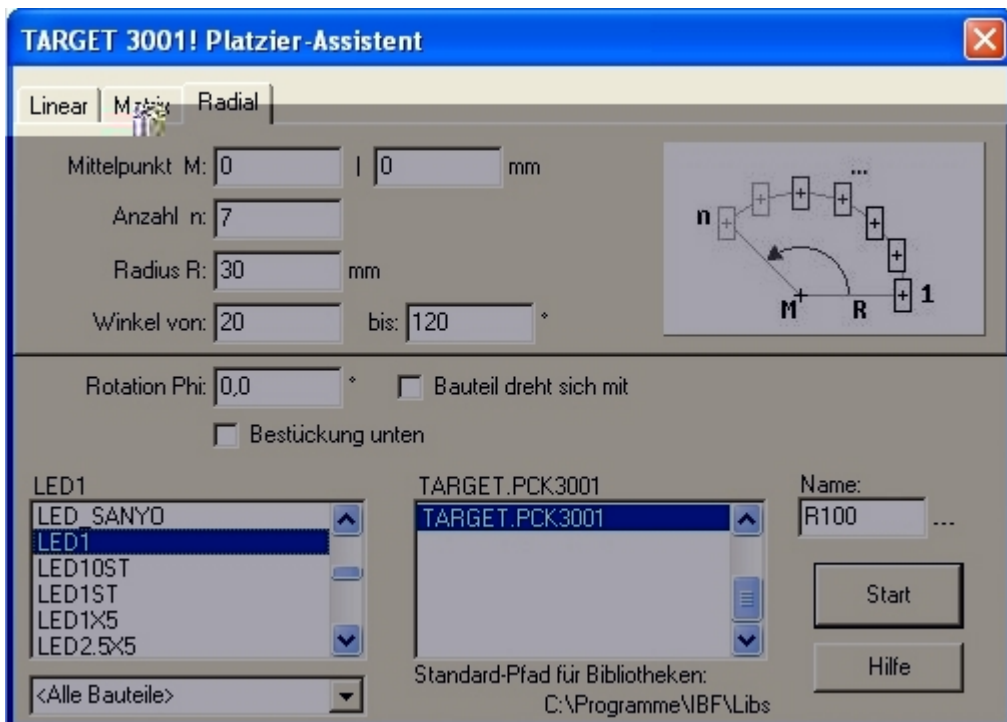 TARGET 3001! Platzier-Assistent
Linear Matrix Radial
Mittelpunkt M: 0 | 0 mm
Anzahl n: 7
Radius R: 30 mm
Winkel von: 20 bis: 120 °
n ... M R 1
Rotation Phi: 0,0 ° Bauteil dreht sich mit
Bestückung unten
LED1
LED_SANYO
LED1
LED10ST
LED1ST
LED1X5
LED2.5X5
<Alle Bauteile>
TARGET.PCK3001
TARGET.PCK3001
Standard-Pfad für Bibliotheken:
C:\Programme\IBF\Libs
Name:
R100 ...
Start
Hilfe